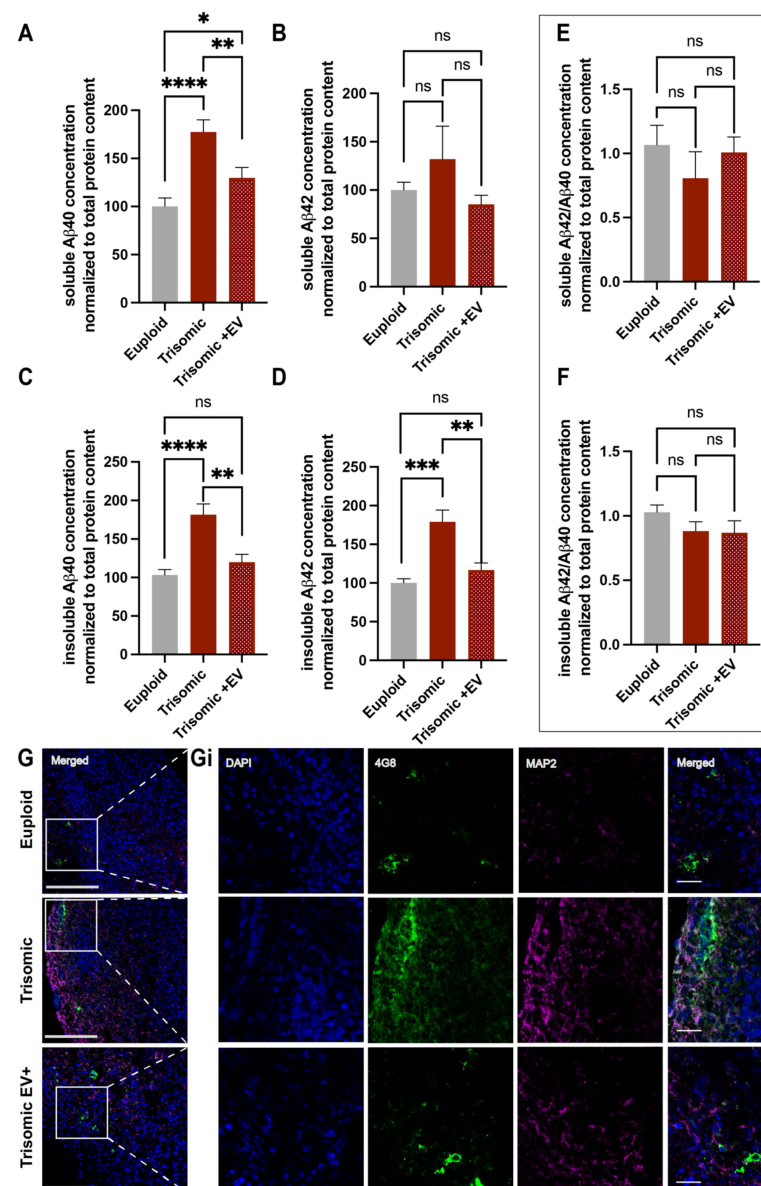 A
B
E
*
**
****
ns
ns
ns
ns
ns
ns
soluble Aβ40 concentration
normalized to total protein content
200
150
100
50
0
Euploid
Trisomic
Trisomic +EV
soluble Aβ42 concentration
normalized to total protein content
200
150
100
50
0
Euploid
Trisomic
Trisomic +EV
soluble Aβ42/Aβ40 concentration
normalized to total protein content
1.5
1.0
0.5
0.0
Euploid
Trisomic
Trisomic +EV
C
D
F
ns
****
**
ns
***
**
ns
ns
ns
insoluble Aβ40 concentration
normalized to total protein content
250
200
150
100
50
0
Euploid
Trisomic
Trisomic +EV
insoluble Aβ42 concentration
normalized to total protein content
250
200
150
100
50
0
Euploid
Trisomic
Trisomic +EV
insoluble Aβ42/Aβ40 concentration
normalized to total protein content
1.5
1.0
0.5
0.0
Euploid
Trisomic
Trisomic +EV
G
Merged
Gi
DAPI
4G8
MAP2
Merged
Euploid
Trisomic
Trisomic EV+